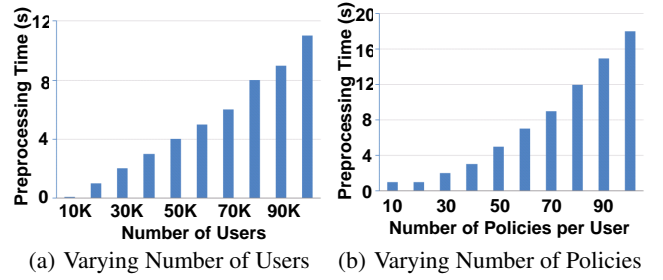 Preprocessing Time (s)
12
8
4
0
10K 30K 50K 70K 90K
Number of Users
(a) Varying Number of Users
Preprocessing Time (s)
20
16
12
8
4
0
10 30 50 70 90
Number of Policies per User
(b) Varying Number of Policies